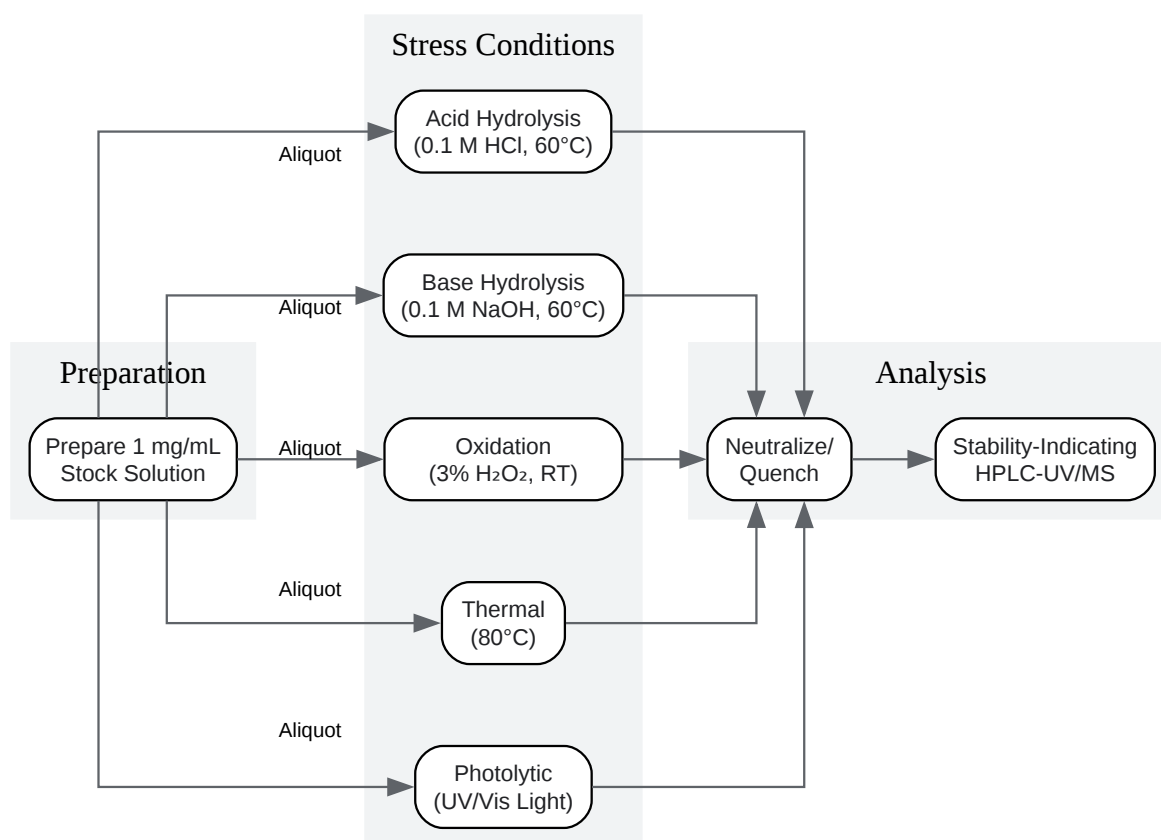 Stress Conditions
Acid Hydrolysis
(0.1 M HCl, 60°C)
Aliquot
Base Hydrolysis
(0.1 M NaOH, 60°C)
Aliquot
Preparation
Prepare 1 mg/mL
Stock Solution
Aliquot
Oxidation
(3% H₂O₂, RT)
Analysis
Neutralize/
Quench
Stability-Indicating
HPLC-UV/MS
Aliquot
Thermal
(80°C)
Aliquot
Photolytic
(UV/Vis Light)